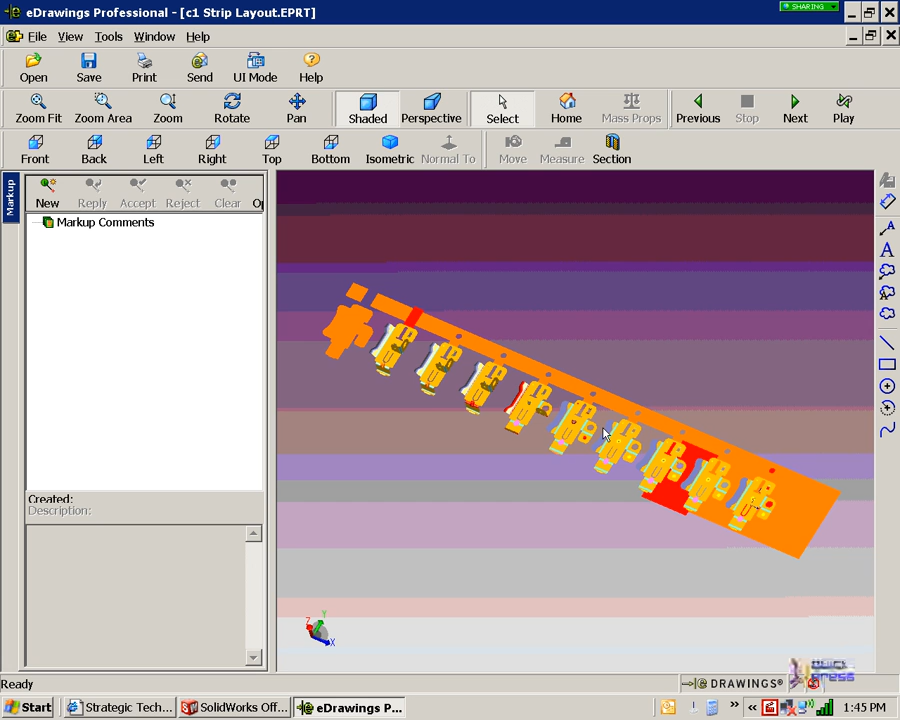 eDrawings Professional - [c1 Strip Layout.EPRT]
SHARING
File View Tools Window Help
Open Save Print Send UI Mode Help
Zoom Fit Zoom Area Zoom Rotate Pan Shaded Perspective Select Home Mass Props Previous Stop Next Play
Front Back Left Right Top Bottom Isometric Normal To Move Measure Section
Markup
New Reply Accept Reject Clear
Markup Comments
Created:
Description:
Z Y X
Ready
DRAWINGS®
Start Strategic Tech... SolidWorks Off... eDrawings P... 1:45 PM